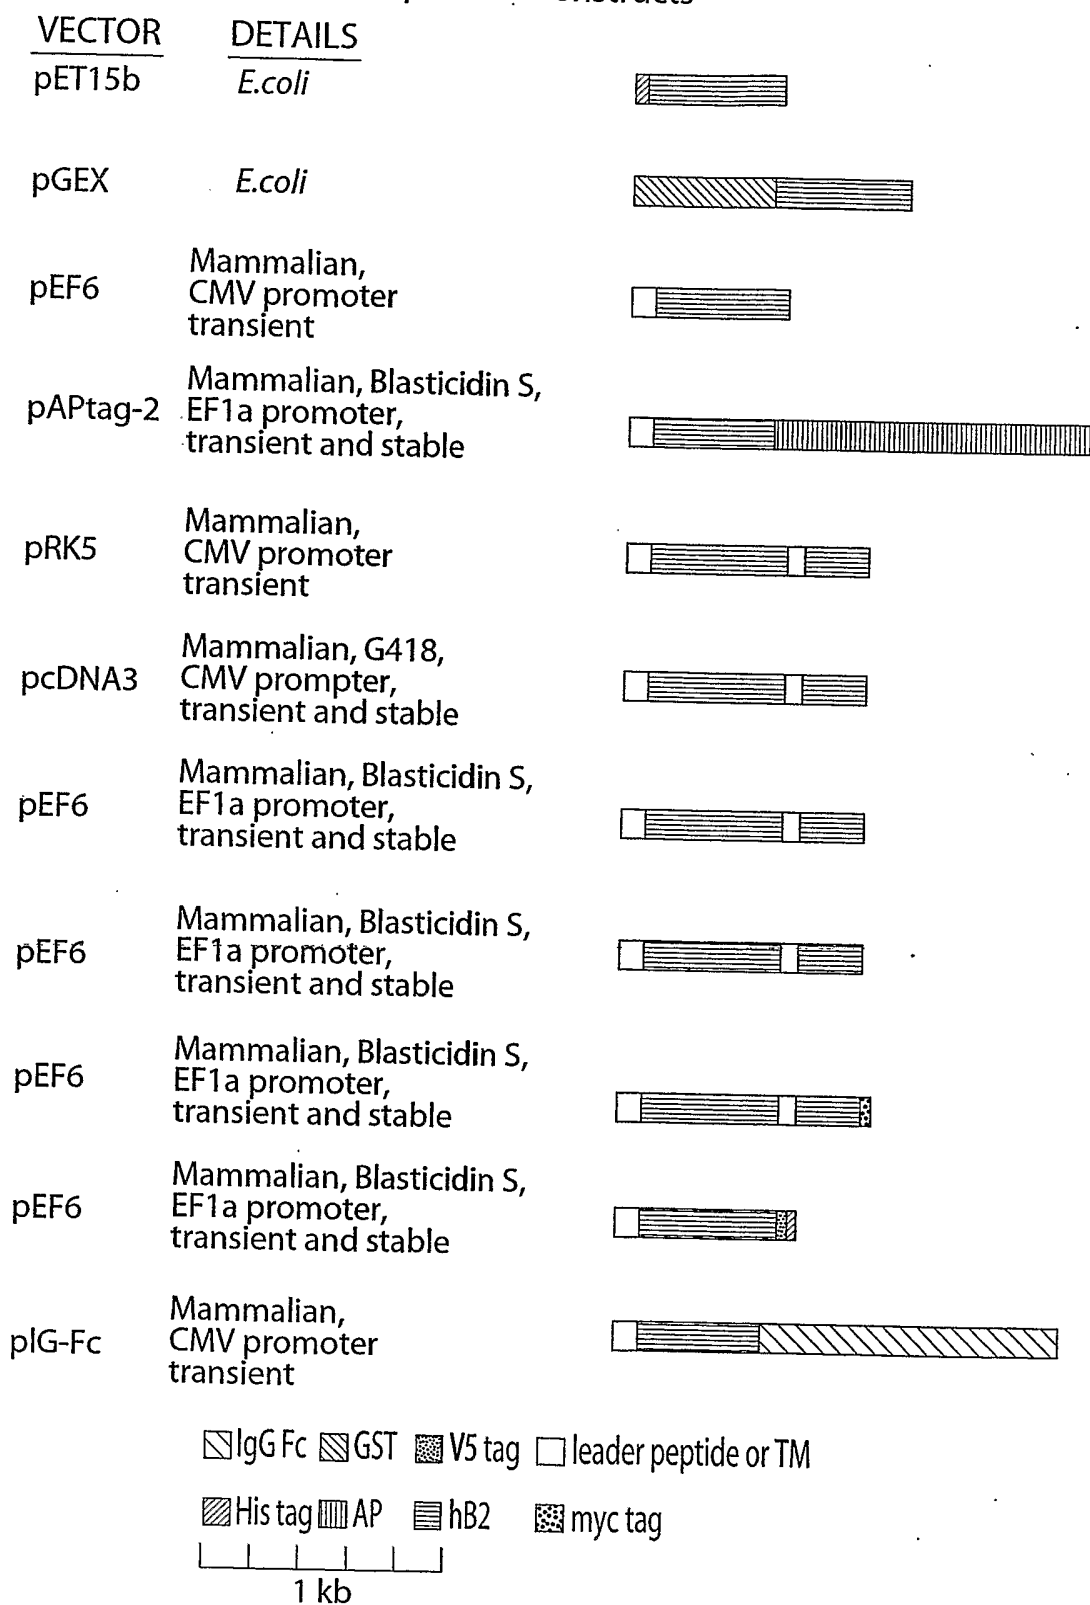 VECTOR DETAILS
pET15b E.coli
pGEX E.coli
pEF6
Mammalian,
CMV promoter
transient
pAPtag-2
Mammalian, Blasticidin S,
EF1a promoter,
transient and stable
pRK5
Mammalian,
CMV promoter
transient
pcDNA3
Mammalian, G418,
CMV prompter,
transient and stable
pEF6
Mammalian, Blasticidin S,
EF1a promoter,
transient and stable
pEF6
Mammalian, Blasticidin S,
EF1a promoter,
transient and stable
pEF6
Mammalian, Blasticidin S,
EF1a promoter,
transient and stable
pEF6
Mammalian, Blasticidin S,
EF1a promoter,
transient and stable
pIG-Fc
Mammalian,
CMV promoter
transient
IgG Fc GST V5 tag leader peptide or TM
His tag AP hB2 myc tag
1 kb